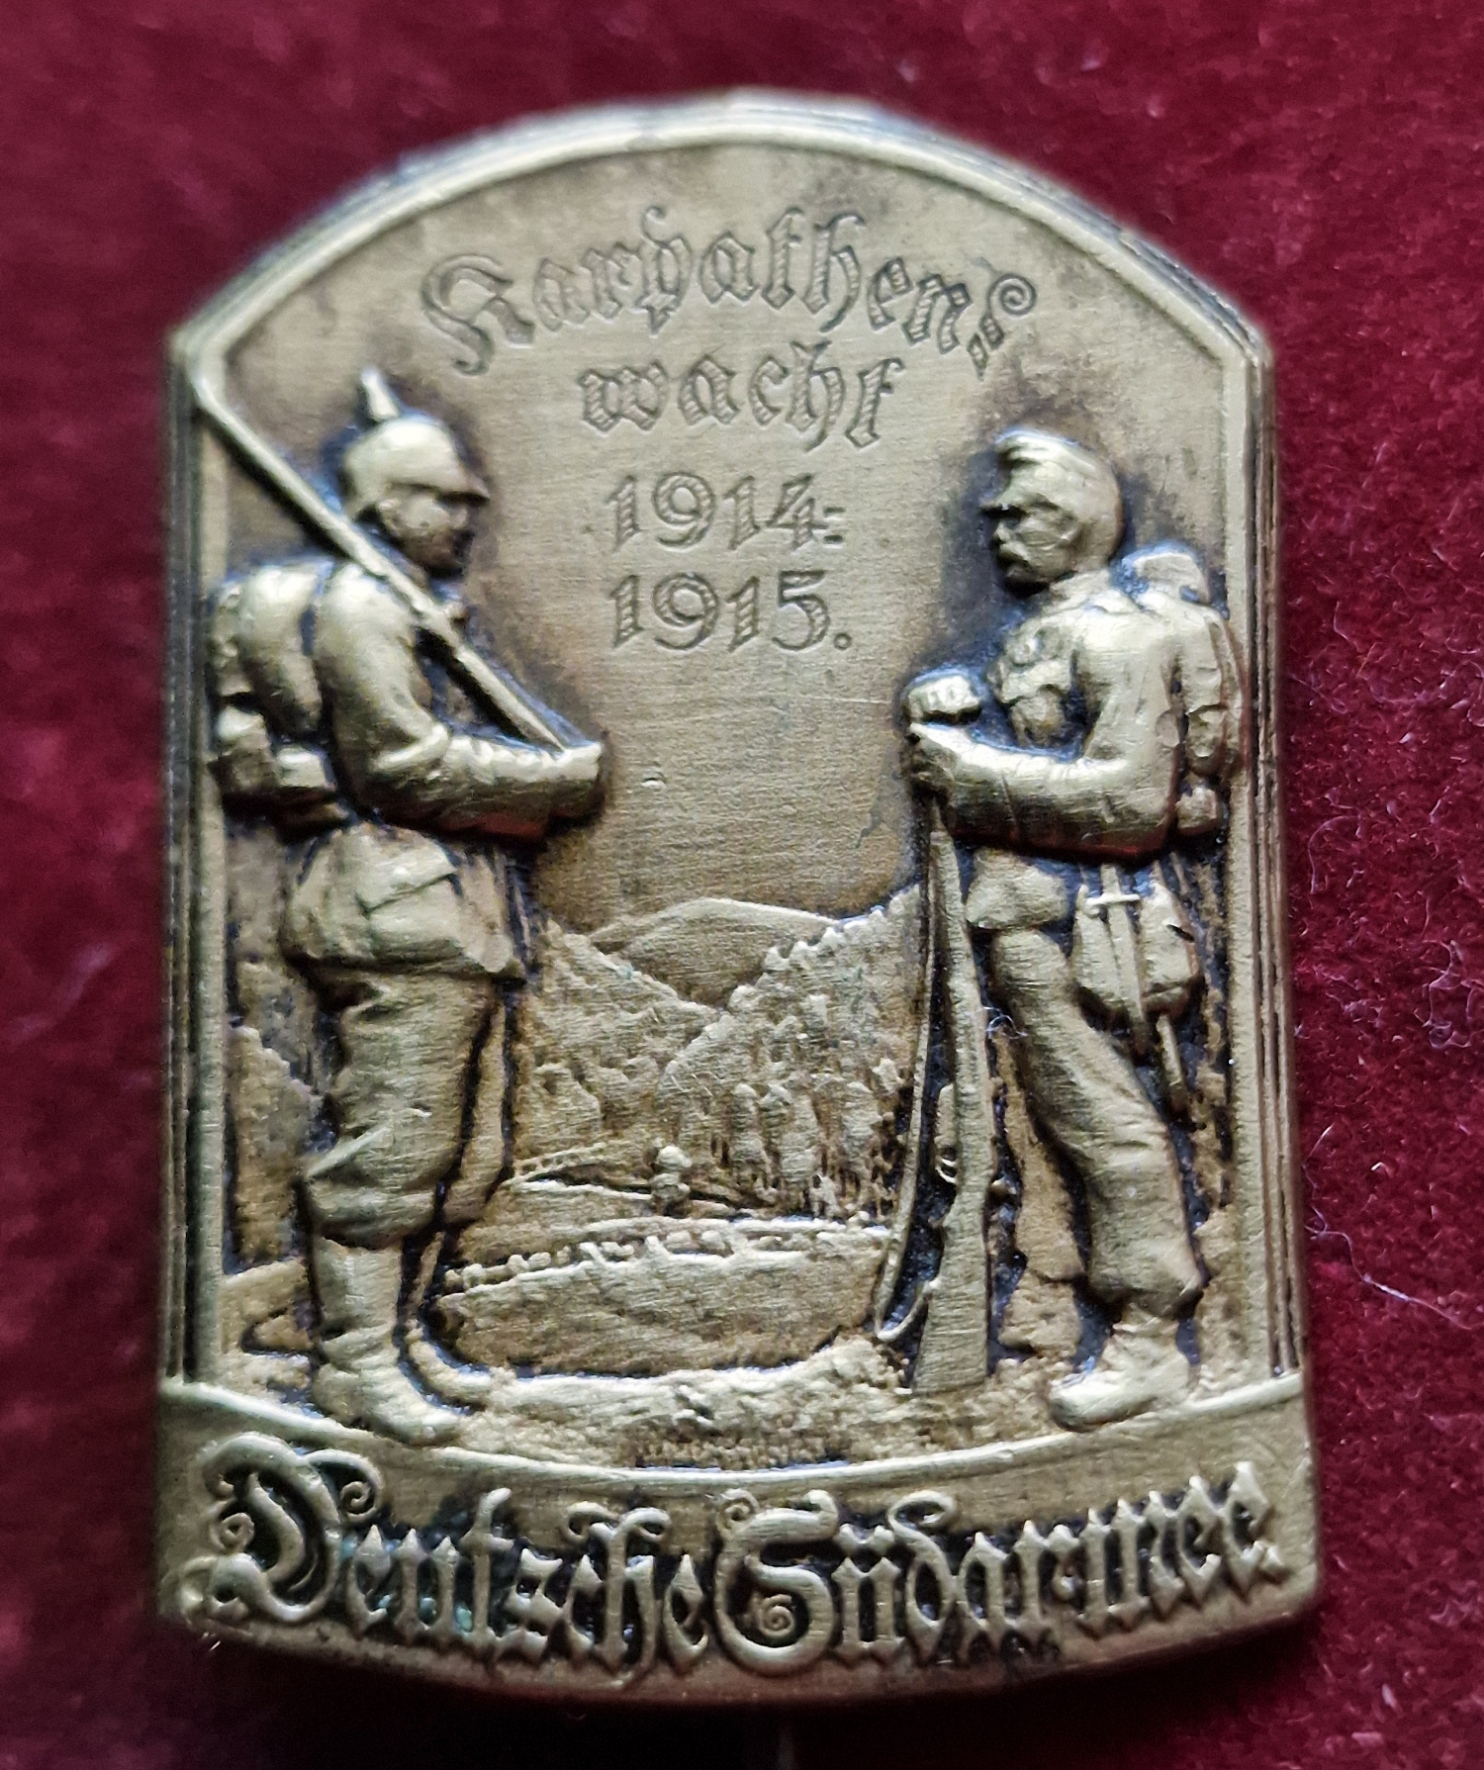 Karpathen⸗
wacht
1914⸗
1915.
Deutsche Südarmee